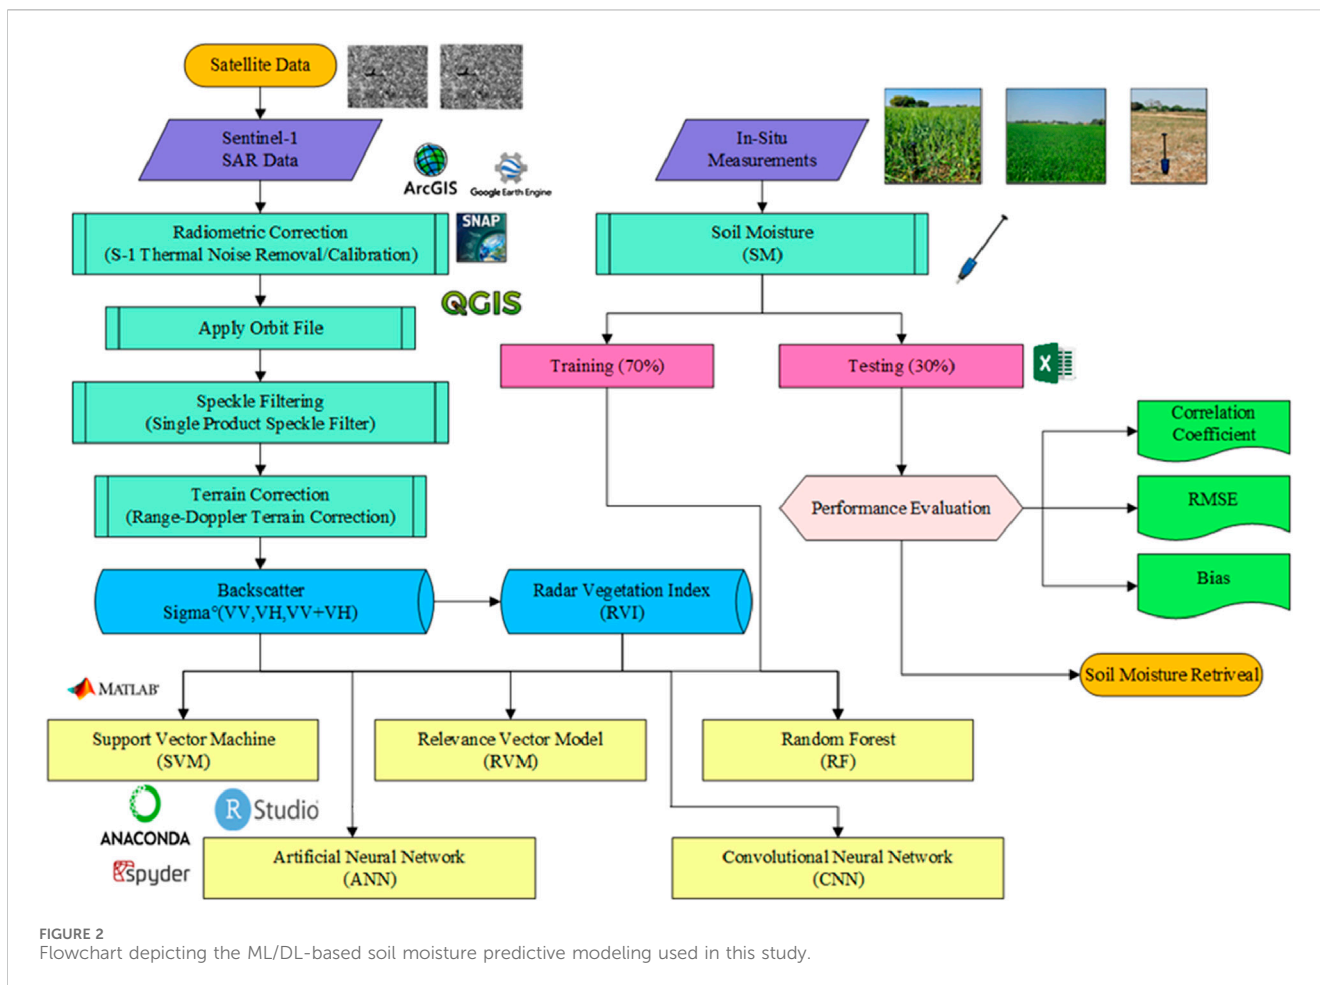 Satellite Data
Sentinel-1
SAR Data
ArcGIS
Google Earth Engine
In-Situ
Measurements
Radiometric Correction
(S-1 Thermal Noise Removal/Calibration)
SNAP
Soil Moisture
(SM)
QGIS
Apply Orbit File
Training (70%)
Testing (30%)
X
Speckle Filtering
(Single Product Speckle Filter)
Correlation
Coefficient
Terrain Correction
(Range-Doppler Terrain Correction)
Performance Evaluation
RMSE
Backscatter
Sigma°(VV,VH,VV+VH)
Radar Vegetation Index
(RVI)
Bias
Soil Moisture Retriveal
MATLAB®
Support Vector Machine
(SVM)
Relevance Vector Model
(RVM)
Random Forest
(RF)
ANACONDA
R Studio
spyder
Artificial Neural Network
(ANN)
Convolutional Neural Network
(CNN)
FIGURE 2
Flowchart depicting the ML/DL-based soil moisture predictive modeling used in this study.